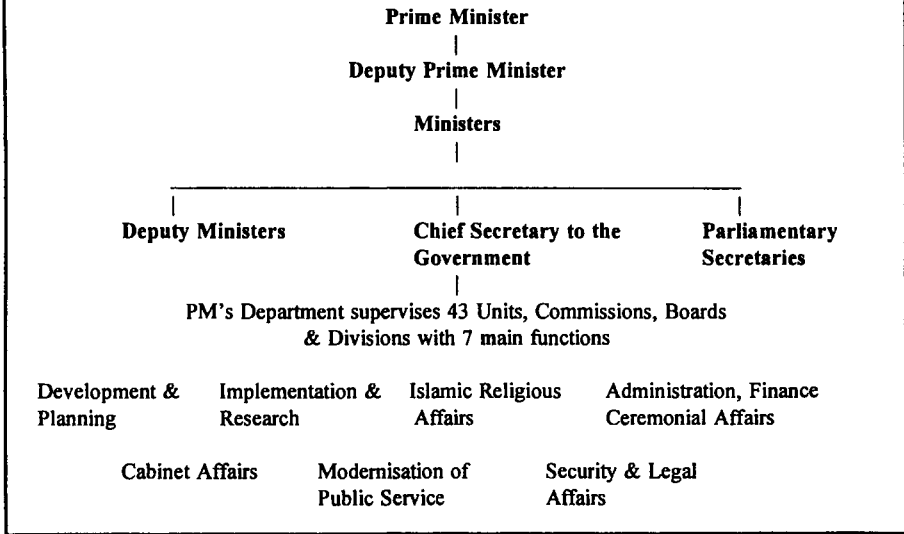 Prime Minister
Deputy Prime Minister
Ministers
Deputy Ministers
Chief Secretary to the
Government
Parliamentary
Secretaries
PM's Department supervises 43 Units, Commissions, Boards
& Divisions with 7 main functions
Development &
Planning
Implementation &
Research
Islamic Religious
Affairs
Administration, Finance
Ceremonial Affairs
Cabinet Affairs
Modernisation of
Public Service
Security & Legal
Affairs